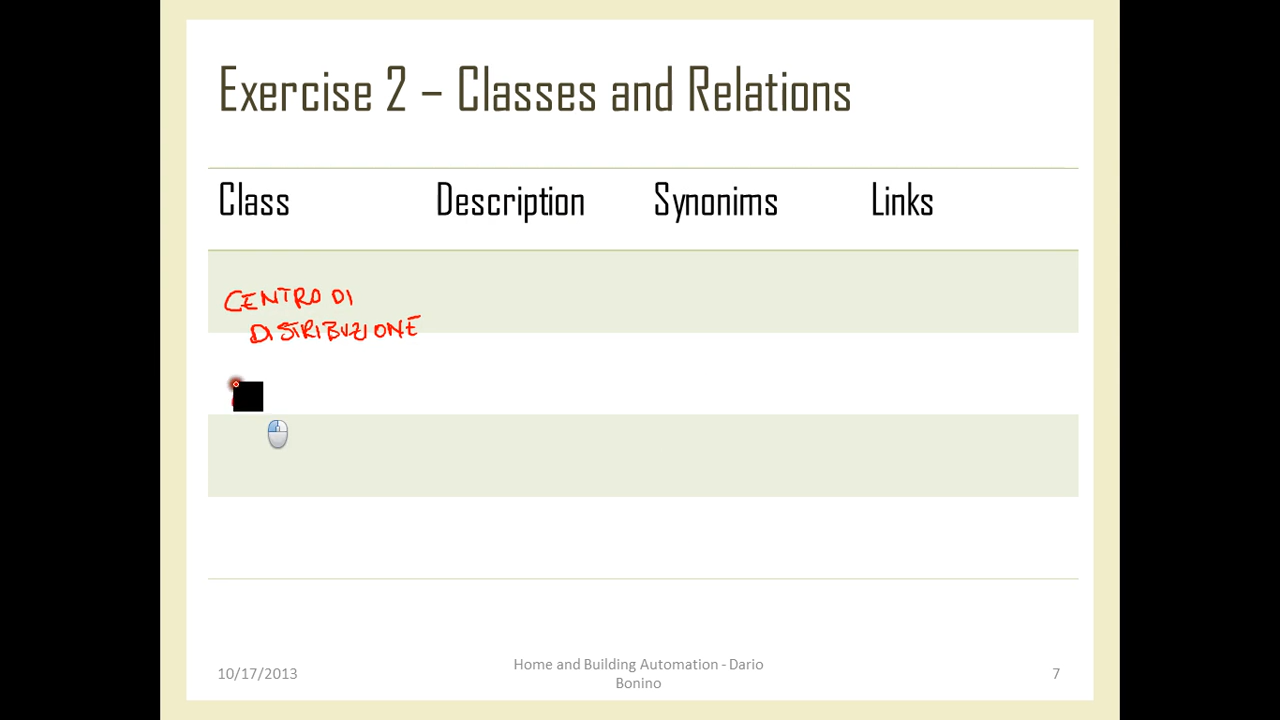 Exercise 2 – Classes and Relations
Class Description Synonims Links
CENTRO DI
DISTRIBUZIONE
10/17/2013
Home and Building Automation - Dario
Bonino
7